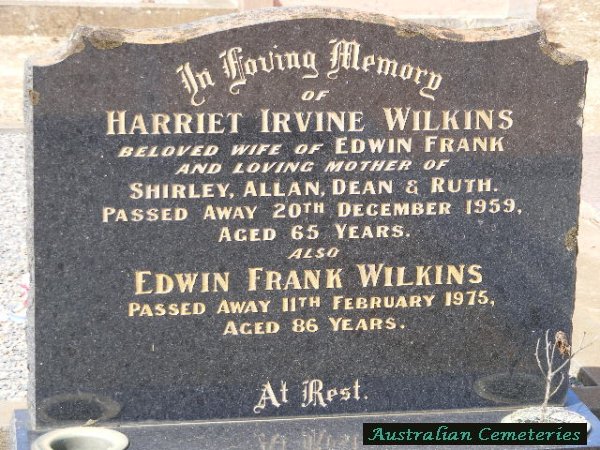 In Loving Memory
OF
HARRIET IRVINE WILKINS
BELOVED WIFE OF EDWIN FRANK
AND LOVING MOTHER OF
SHIRLEY, ALLAN, DEAN & RUTH.
PASSED AWAY 20TH DECEMBER 1959,
AGED 65 YEARS.
ALSO
EDWIN FRANK WILKINS
PASSED AWAY 11TH FEBRUARY 1975,
AGED 86 YEARS.
At Rest.
Australian Cemeteries